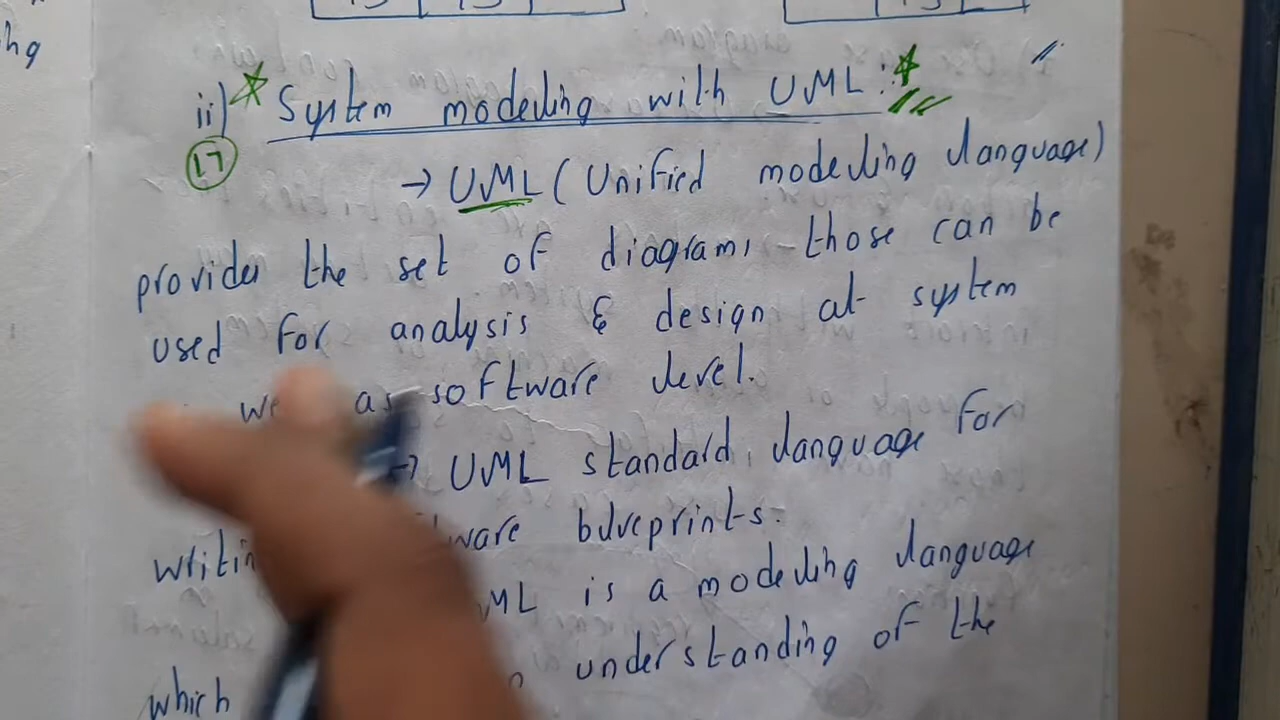 ng
ii) System modeling with UML:
17
→ UML (Unified modeling language)
provides the set of diagrams those can be
used for analysis & design at system
as software level.
→ UML standard language for
blueprints.
is a modeling language
understanding of the
which